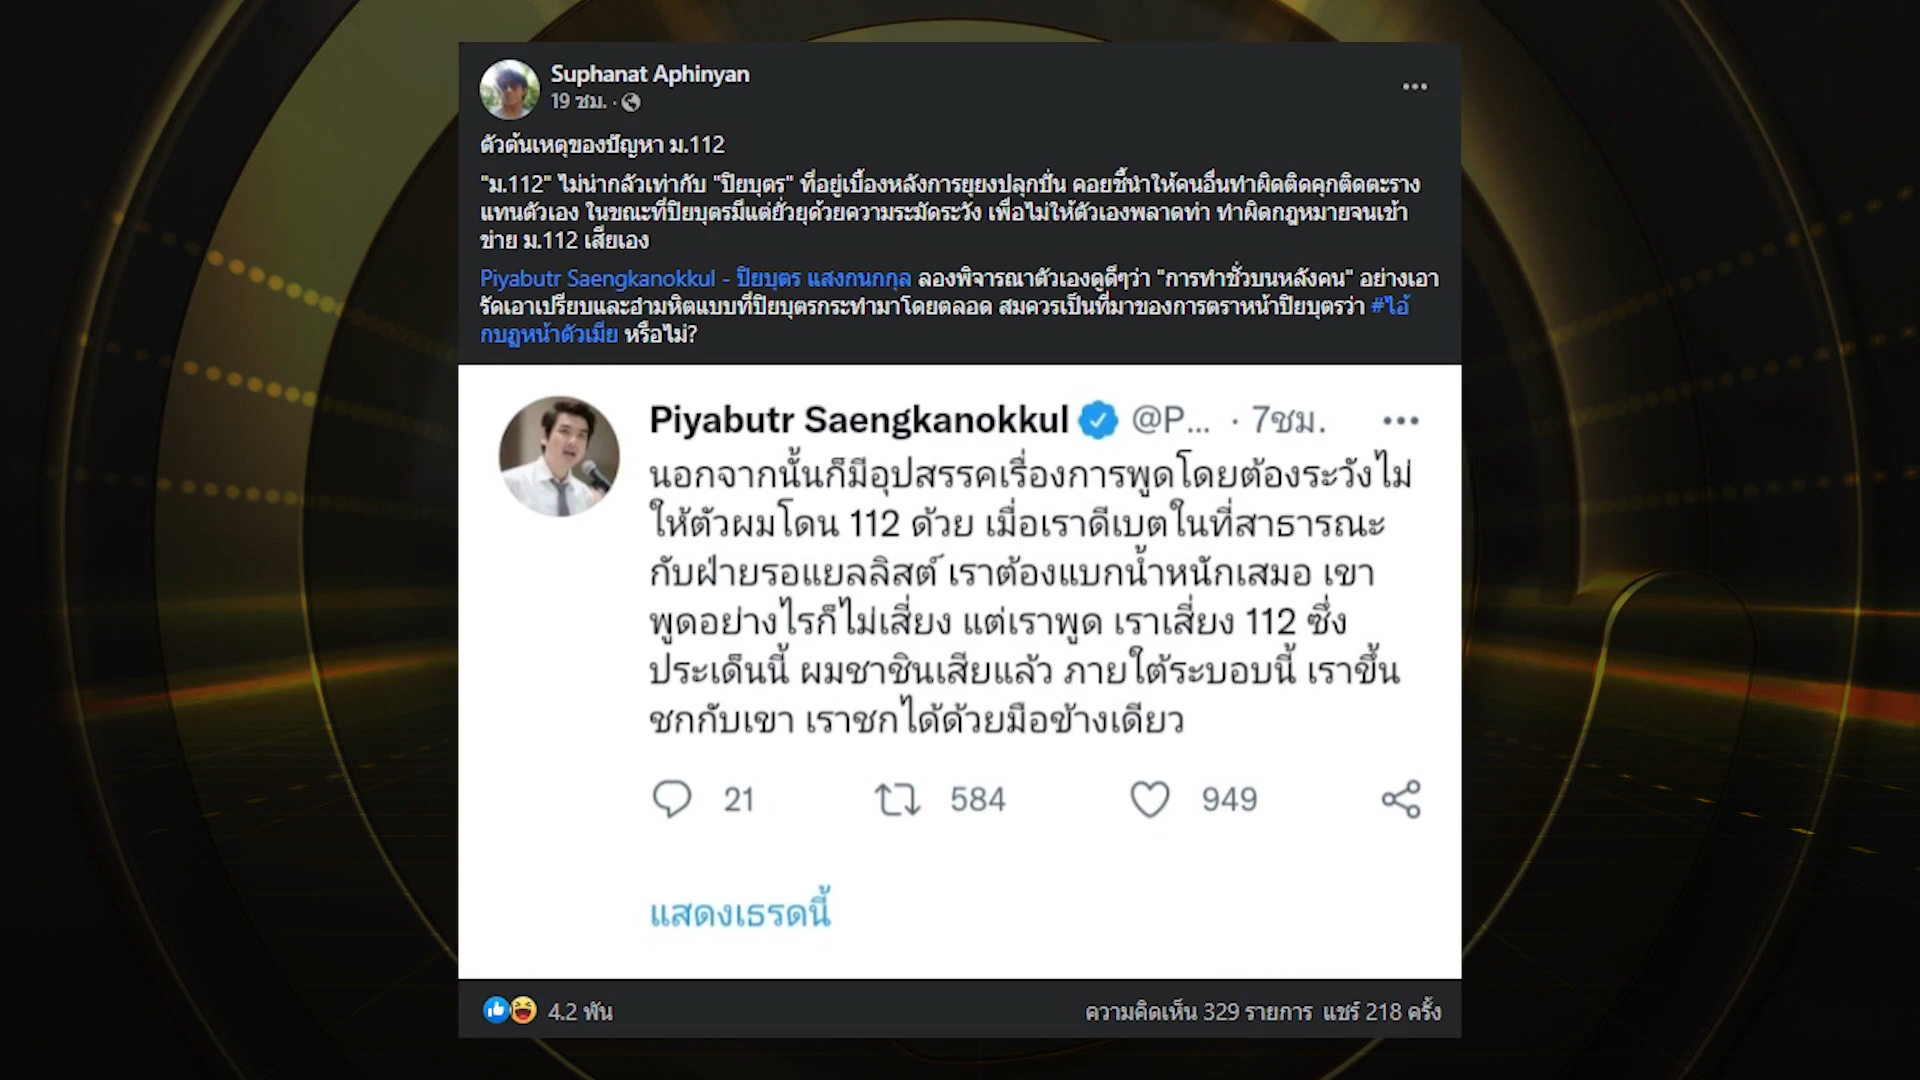 Suphanat Aphinyan
19 ชม. ·
ตัวต้นเหตุของปัญหา ม.112
"ม.112" ไม่น่ากลัวเท่ากับ "ปิยบุตร" ที่อยู่เบื้องหลังการยุยงปลุกปั่น คอยชี้นำให้คนอื่นทำผิดติดคุกติดตะราง
แทนตัวเอง ในขณะที่ปิยบุตรมีแต่ยั่วยุด้วยความระมัดระวัง เพื่อไม่ให้ตัวเองพลาดท่า ทำผิดกฎหมายจนเข้า
ข่าย ม.112 เสียเอง
Piyabutr Saengkanokkul - ปิยบุตร แสงกนกกุล ลองพิจารณาตัวเองดูดีๆว่า "การทำชั่วบนหลังคน" อย่างเอา
รัดเอาเปรียบและอำมหิตแบบที่ปิยบุตรกระทำมาโดยตลอด สมควรเป็นที่มาของการตราหน้าปิยบุตรว่า #ไอ้
กบฏหน้าตัวเมีย หรือไม่?
Piyabutr Saengkanokkul @P... · 7ชม.
นอกจากนั้นก็มีอุปสรรคเรื่องการพูดโดยต้องระวังไม่
ให้ตัวผมโดน 112 ด้วย เมื่อเราดีเบตในที่สาธารณะ
กับฝ่ายรอแยลลิสต์ เราต้องแบกน้ำหนักเสมอ เขา
พูดอย่างไรก็ไม่เสี่ยง แต่เราพูด เราเสี่ยง 112 ซึ่ง
ประเด็นนี้ ผมชาชินเสียแล้ว ภายใต้ระบอบนี้ เราขึ้น
ชกกับเขา เราชกได้ด้วยมือข้างเดียว
21 584 949
แสดงเธรดนี้
4.2 พัน ความคิดเห็น 329 รายการ แชร์ 218 ครั้ง